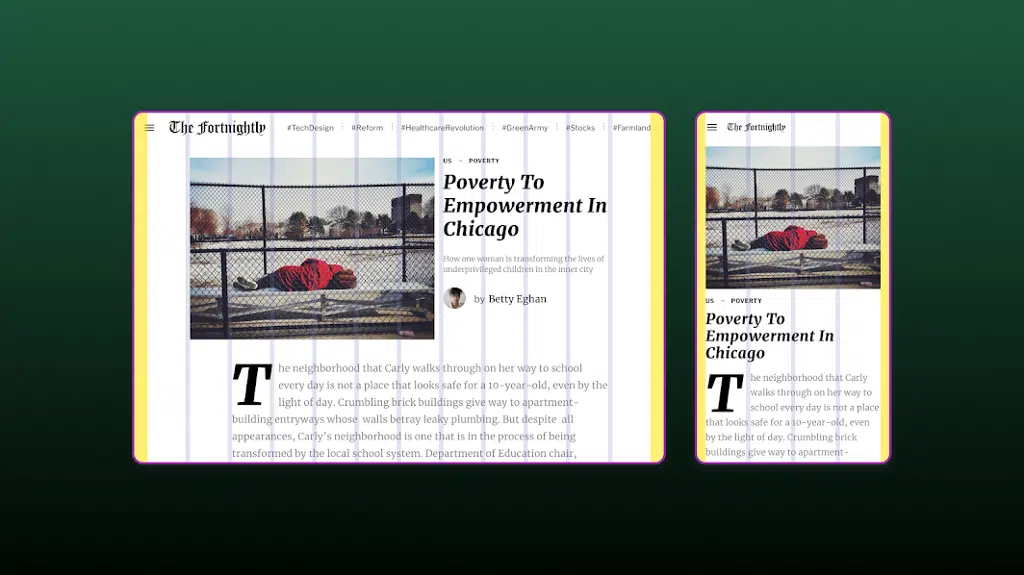 The Fortnightly
#TechDesign
#Reform
#HealthcareRevolution
#GreenArmy
#Stocks
#Farmland
US - POVERTY
Poverty To
Empowerment In
Chicago
How one woman is transforming the lives of
underprivileged children in the inner city
by Betty Eghan
The neighborhood that Carly walks through on her way to school
every day is not a place that looks safe for a 10-year-old, even by the
light of day. Crumbling brick buildings give way to apartment-
building entryways whose walls betray leaky plumbing. But despite all
appearances, Carly's neighborhood is one that is in the process of being
transformed by the local school system. Department of Education chair,
The Fortnightly
US - POVERTY
Poverty To
Empowerment In
Chicago
The neighborhood that Carly
walks through on her way to
school every day is not a place
that looks safe for a 10-year-old, even
by the light of day. Crumbling brick
buildings give way to apartment-